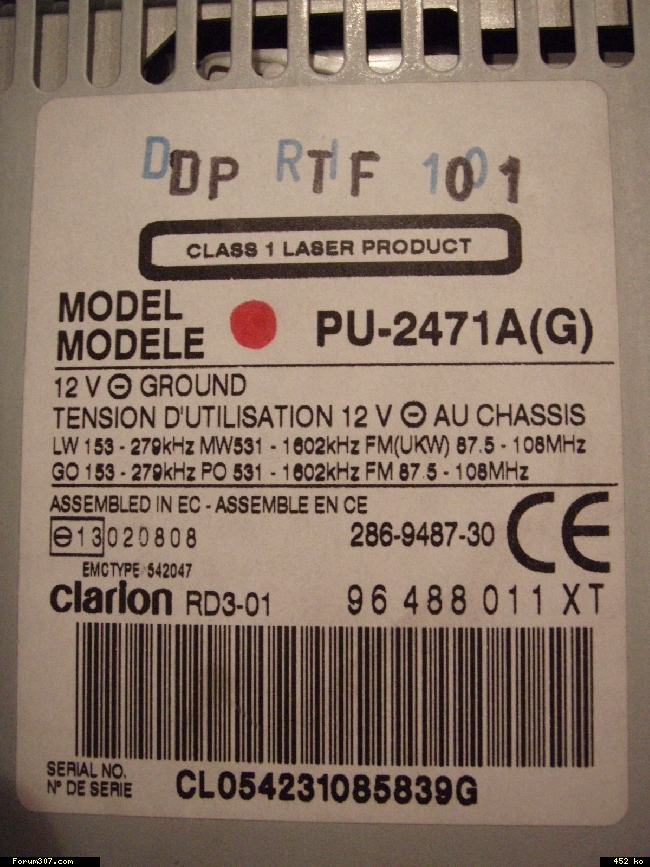 DDP RTIF 1001
CLASS 1 LASER PRODUCT
MODEL
MODELE
PU-2471A(G)
12 V ⊖ GROUND
TENSION D'UTILISATION 12 V ⊖ AU CHASSIS
LW 153 - 279kHz MW531 - 1602kHz FM(UKW) 87.5 - 108MHz
GO 153 - 279kHz PO 531 - 1602kHz FM 87.5 - 108MHz
ASSEMBLED IN EC - ASSEMBLE EN CE
⊖13020808
286-9487-30
CE
EMCTYPE 542047
clarion RD3-01
96 488 011 XT
SERIAL NO.
N° DE SERIE
CL054231085839G
Forum307.com
452 ko